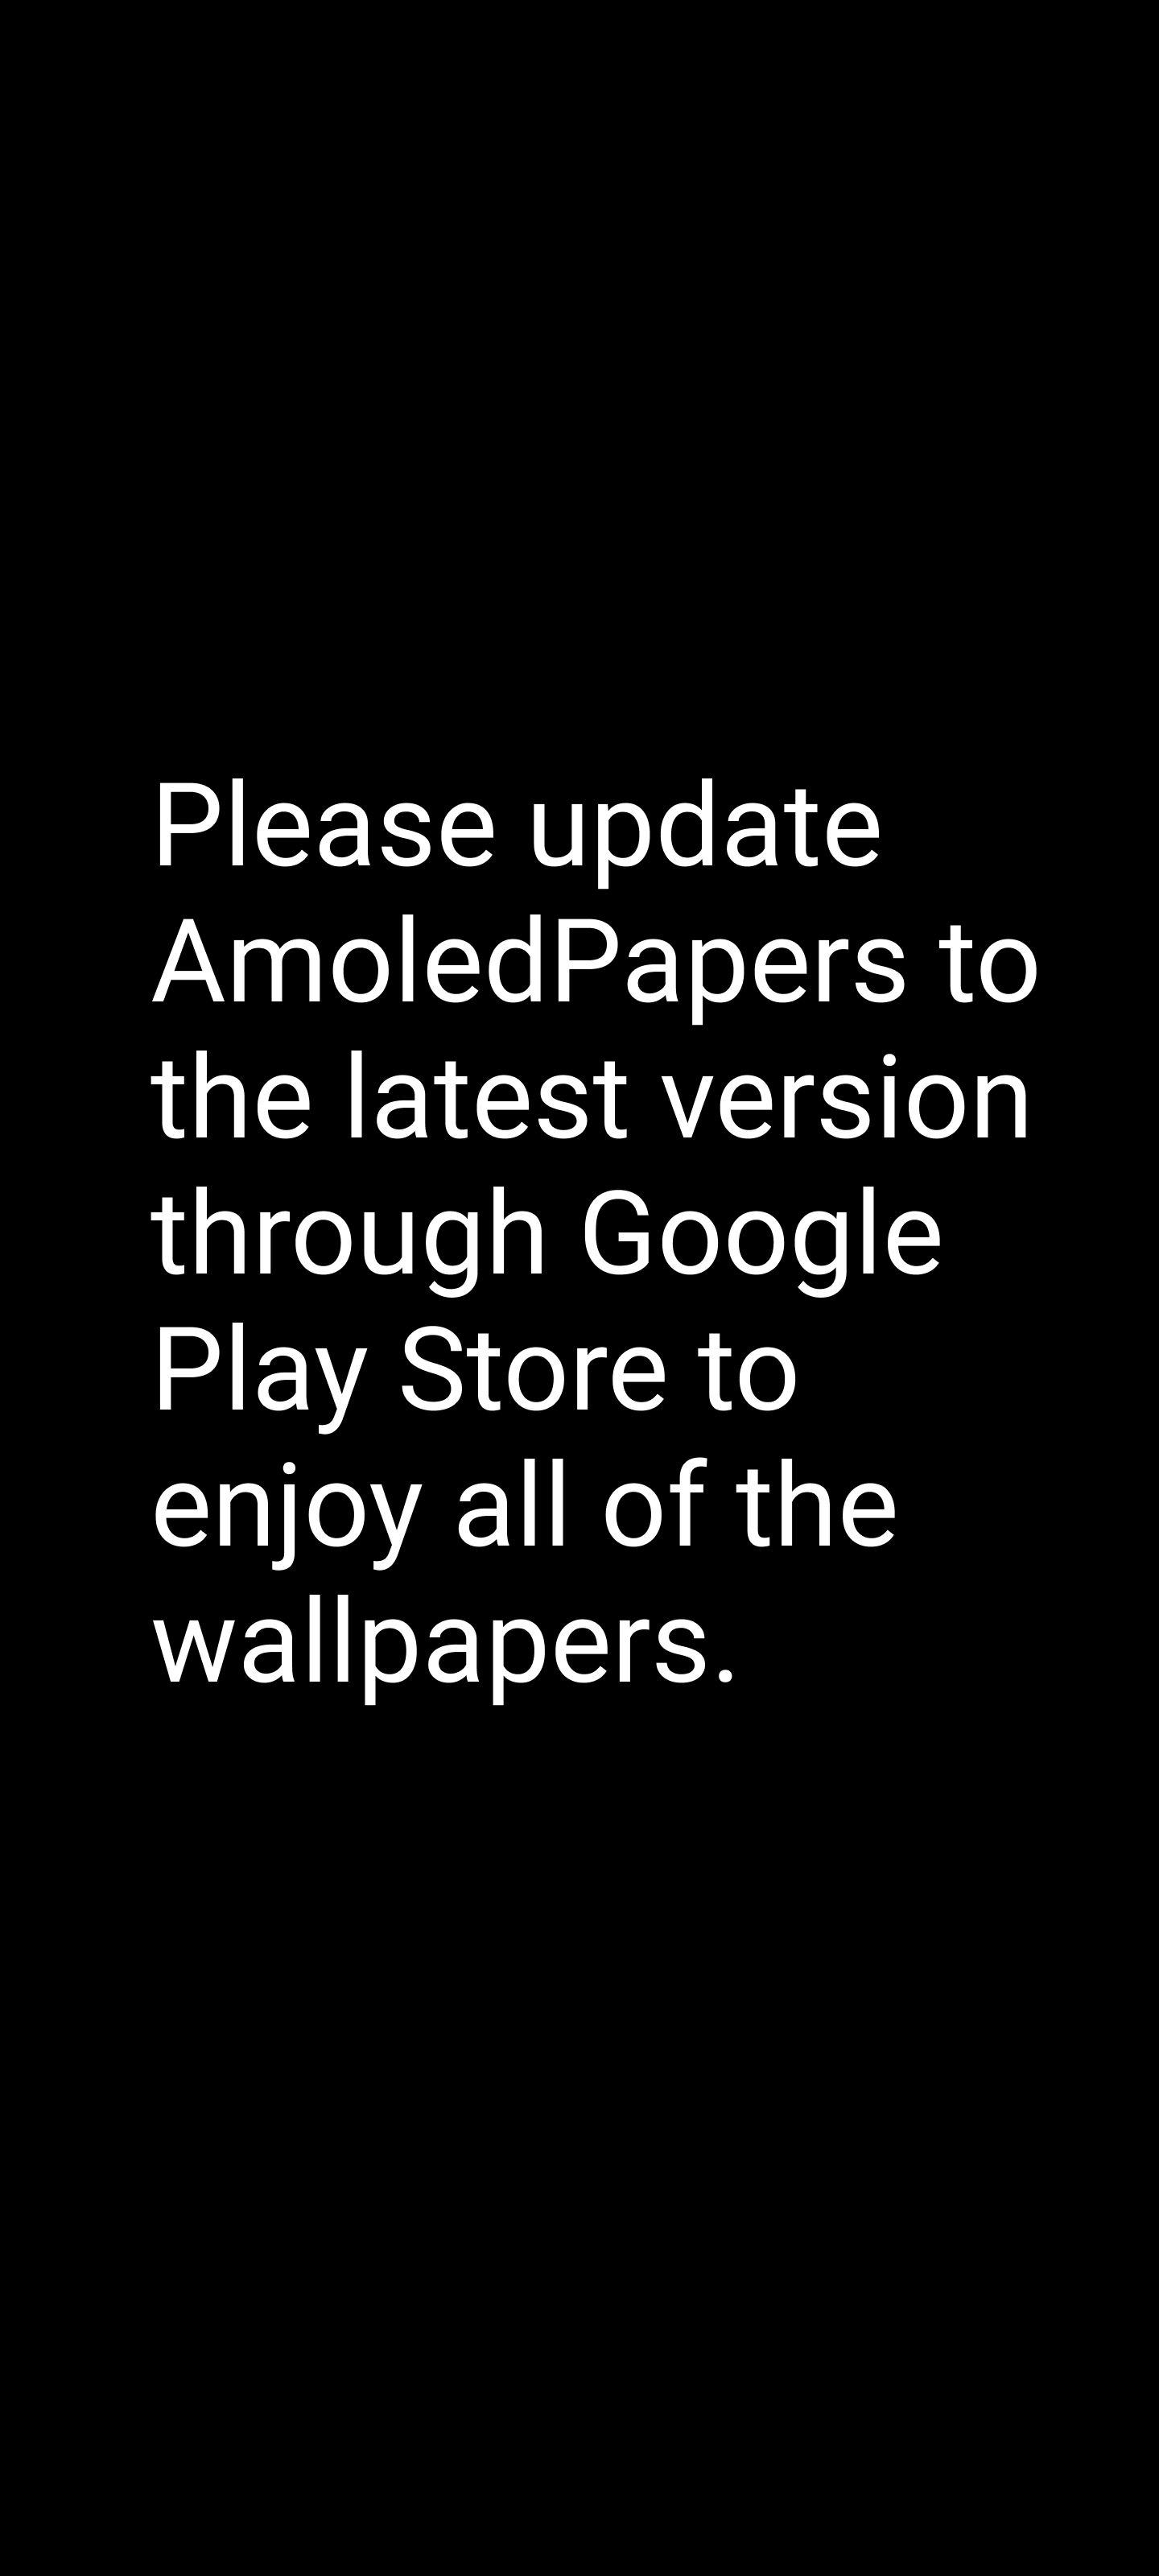 Please update
AmoledPapers to
the latest version
through Google
Play Store to
enjoy all of the
wallpapers.